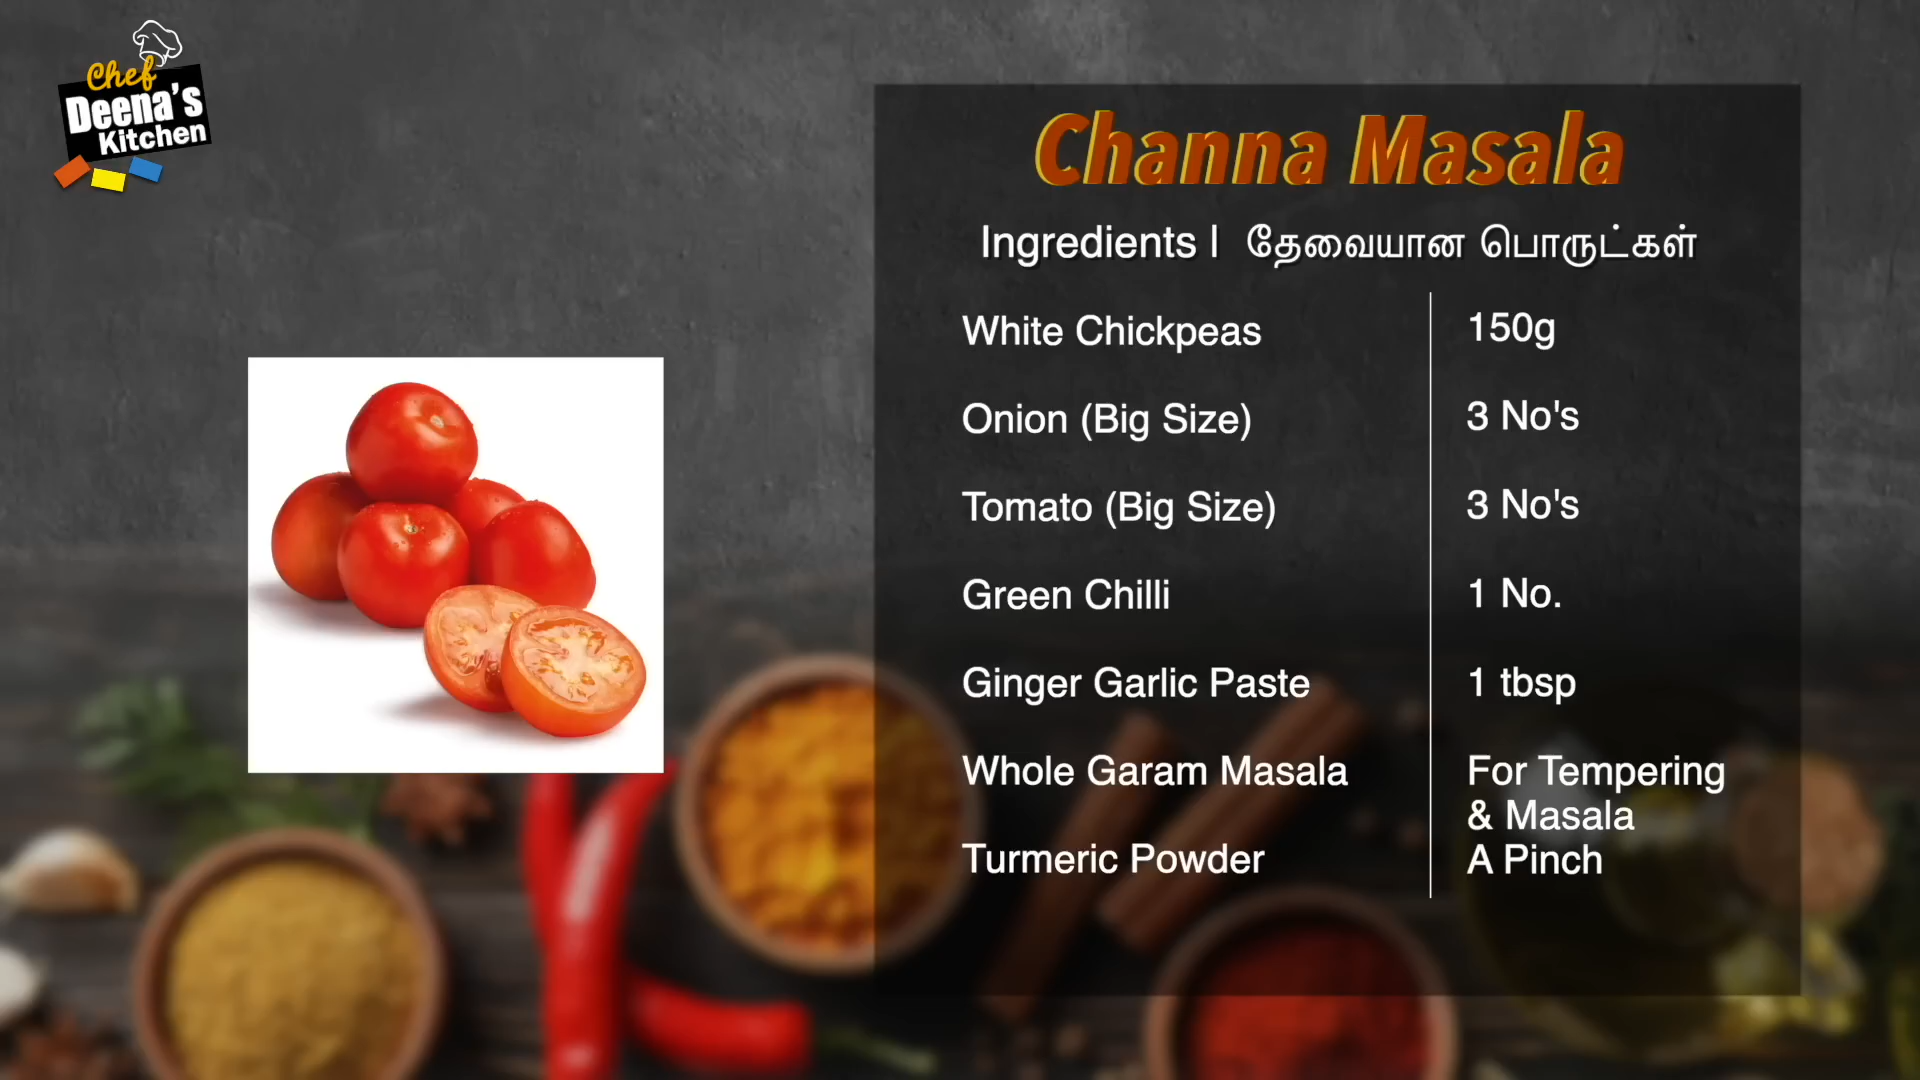 Chef
Deena's
Kitchen
Channa Masala
Ingredients | தேவையான பொருட்கள்
White Chickpeas 150g
Onion (Big Size) 3 No's
Tomato (Big Size) 3 No's
Green Chilli 1 No.
Ginger Garlic Paste 1 tbsp
Whole Garam Masala For Tempering
& Masala
Turmeric Powder A Pinch